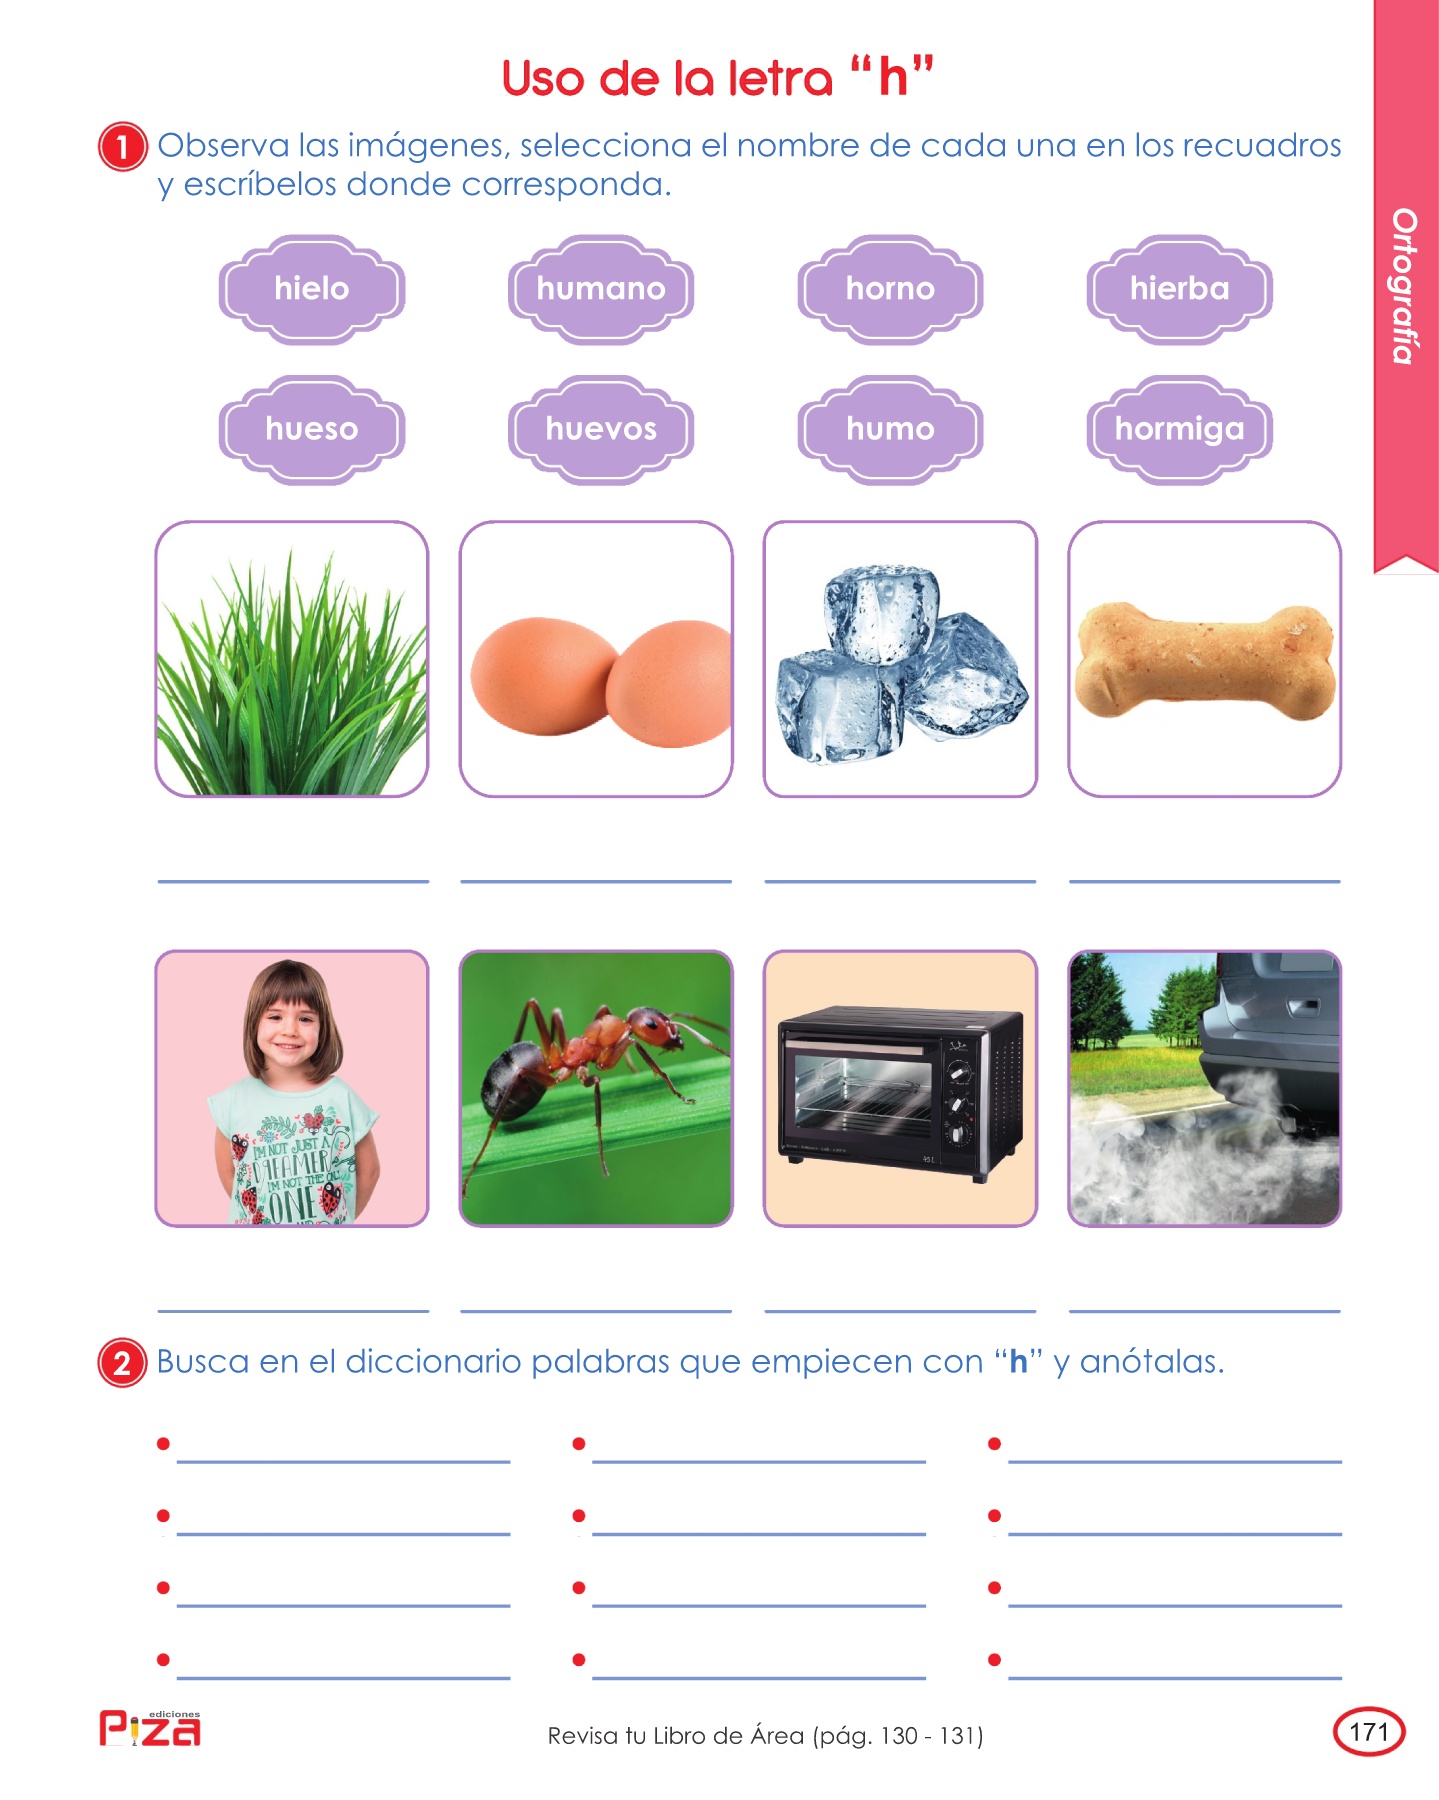 Uso de la letra “h”
1 Observa las imágenes, selecciona el nombre de cada una en los recuadros
y escríbelos donde corresponda.
Ortografía
hielo humano horno hierba
hueso huevos humo hormiga
I'M NOT JUST A
DREAMER
I'M NOT THE
ONE
45L
2 Busca en el diccionario palabras que empiecen con “h” y anótalas.
ediciones
Piza
Revisa tu Libro de Área (pág. 130 - 131)
171